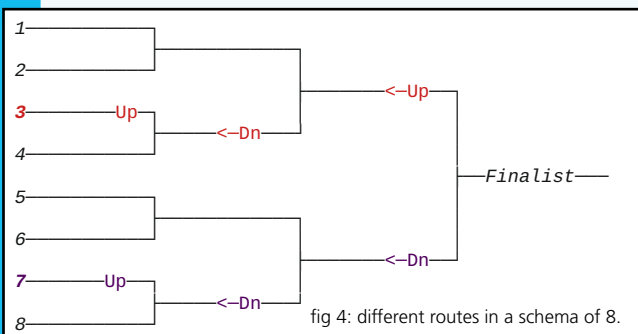 1
2
<-Up
3 Up
<-Dn
4
Finalist
5
6
<-Dn
7 Up
<-Dn
8
fig 4: different routes in a schema of 8.